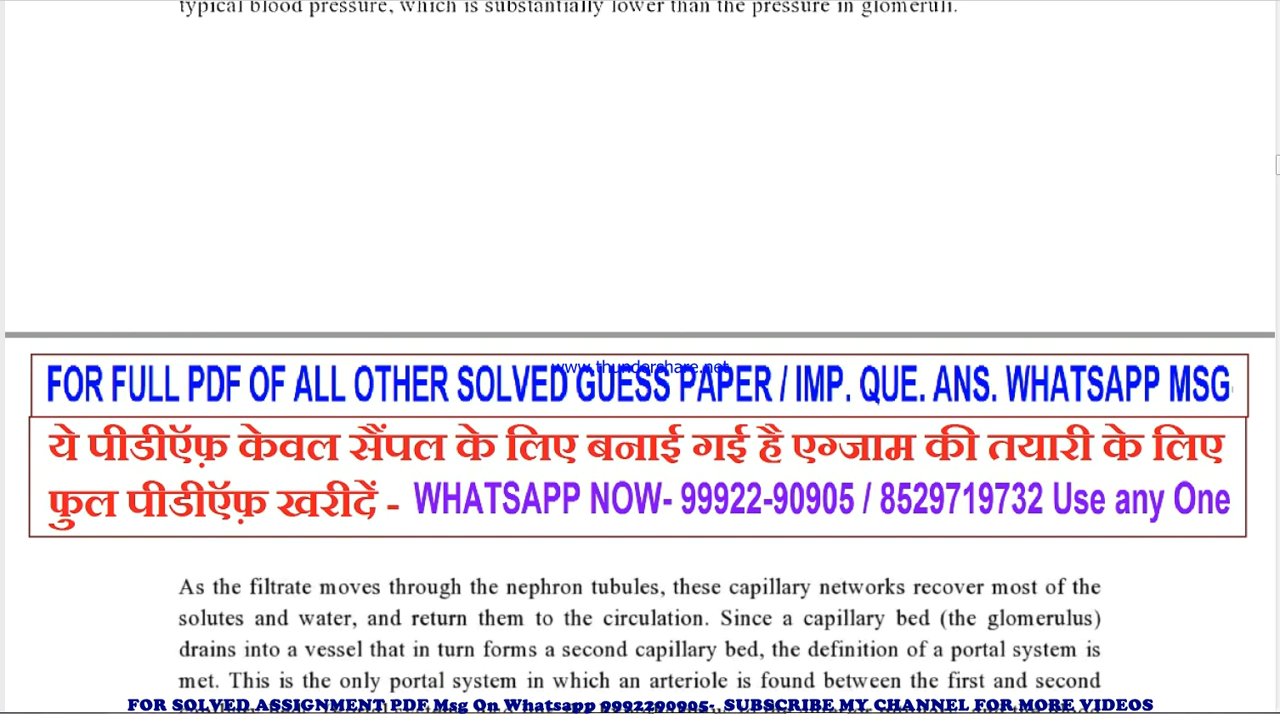 typical blood pressure, which is substantially lower than the pressure in glomeruli.
www.thundershare.net
FOR FULL PDF OF ALL OTHER SOLVED GUESS PAPER / IMP. QUE. ANS. WHATSAPP MSG
ये पीडीऍफ़ केवल सैंपल के लिए बनाई गई है एग्जाम की तयारी के लिए
फुल पीडीऍफ़ खरीदें - WHATSAPP NOW- 99922-90905 / 8529719732 Use any One
As the filtrate moves through the nephron tubules, these capillary networks recover most of the
solutes and water, and return them to the circulation. Since a capillary bed (the glomerulus)
drains into a vessel that in turn forms a second capillary bed, the definition of a portal system is
met. This is the only portal system in which an arteriole is found between the first and second
FOR SOLVED ASSIGNMENT PDF Msg On Whatsapp 9992290905-, SUBSCRIBE MY CHANNEL FOR MORE VIDEOS